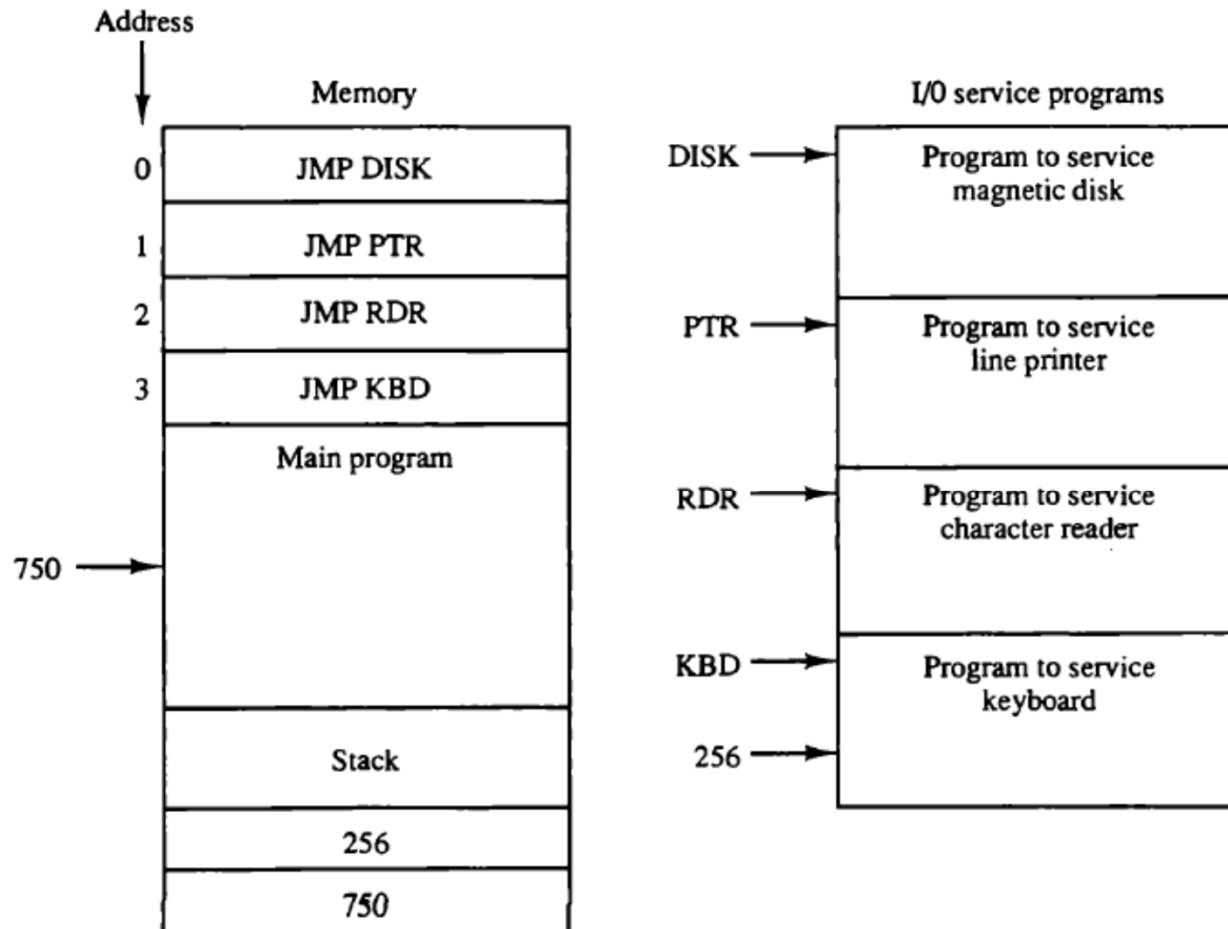 Address
Memory
0
JMP DISK
1
JMP PTR
2
JMP RDR
3
JMP KBD
Main program
750
Stack
256
750
I/0 service programs
DISK
Program to service
magnetic disk
PTR
Program to service
line printer
RDR
Program to service
character reader
KBD
Program to service
keyboard
256